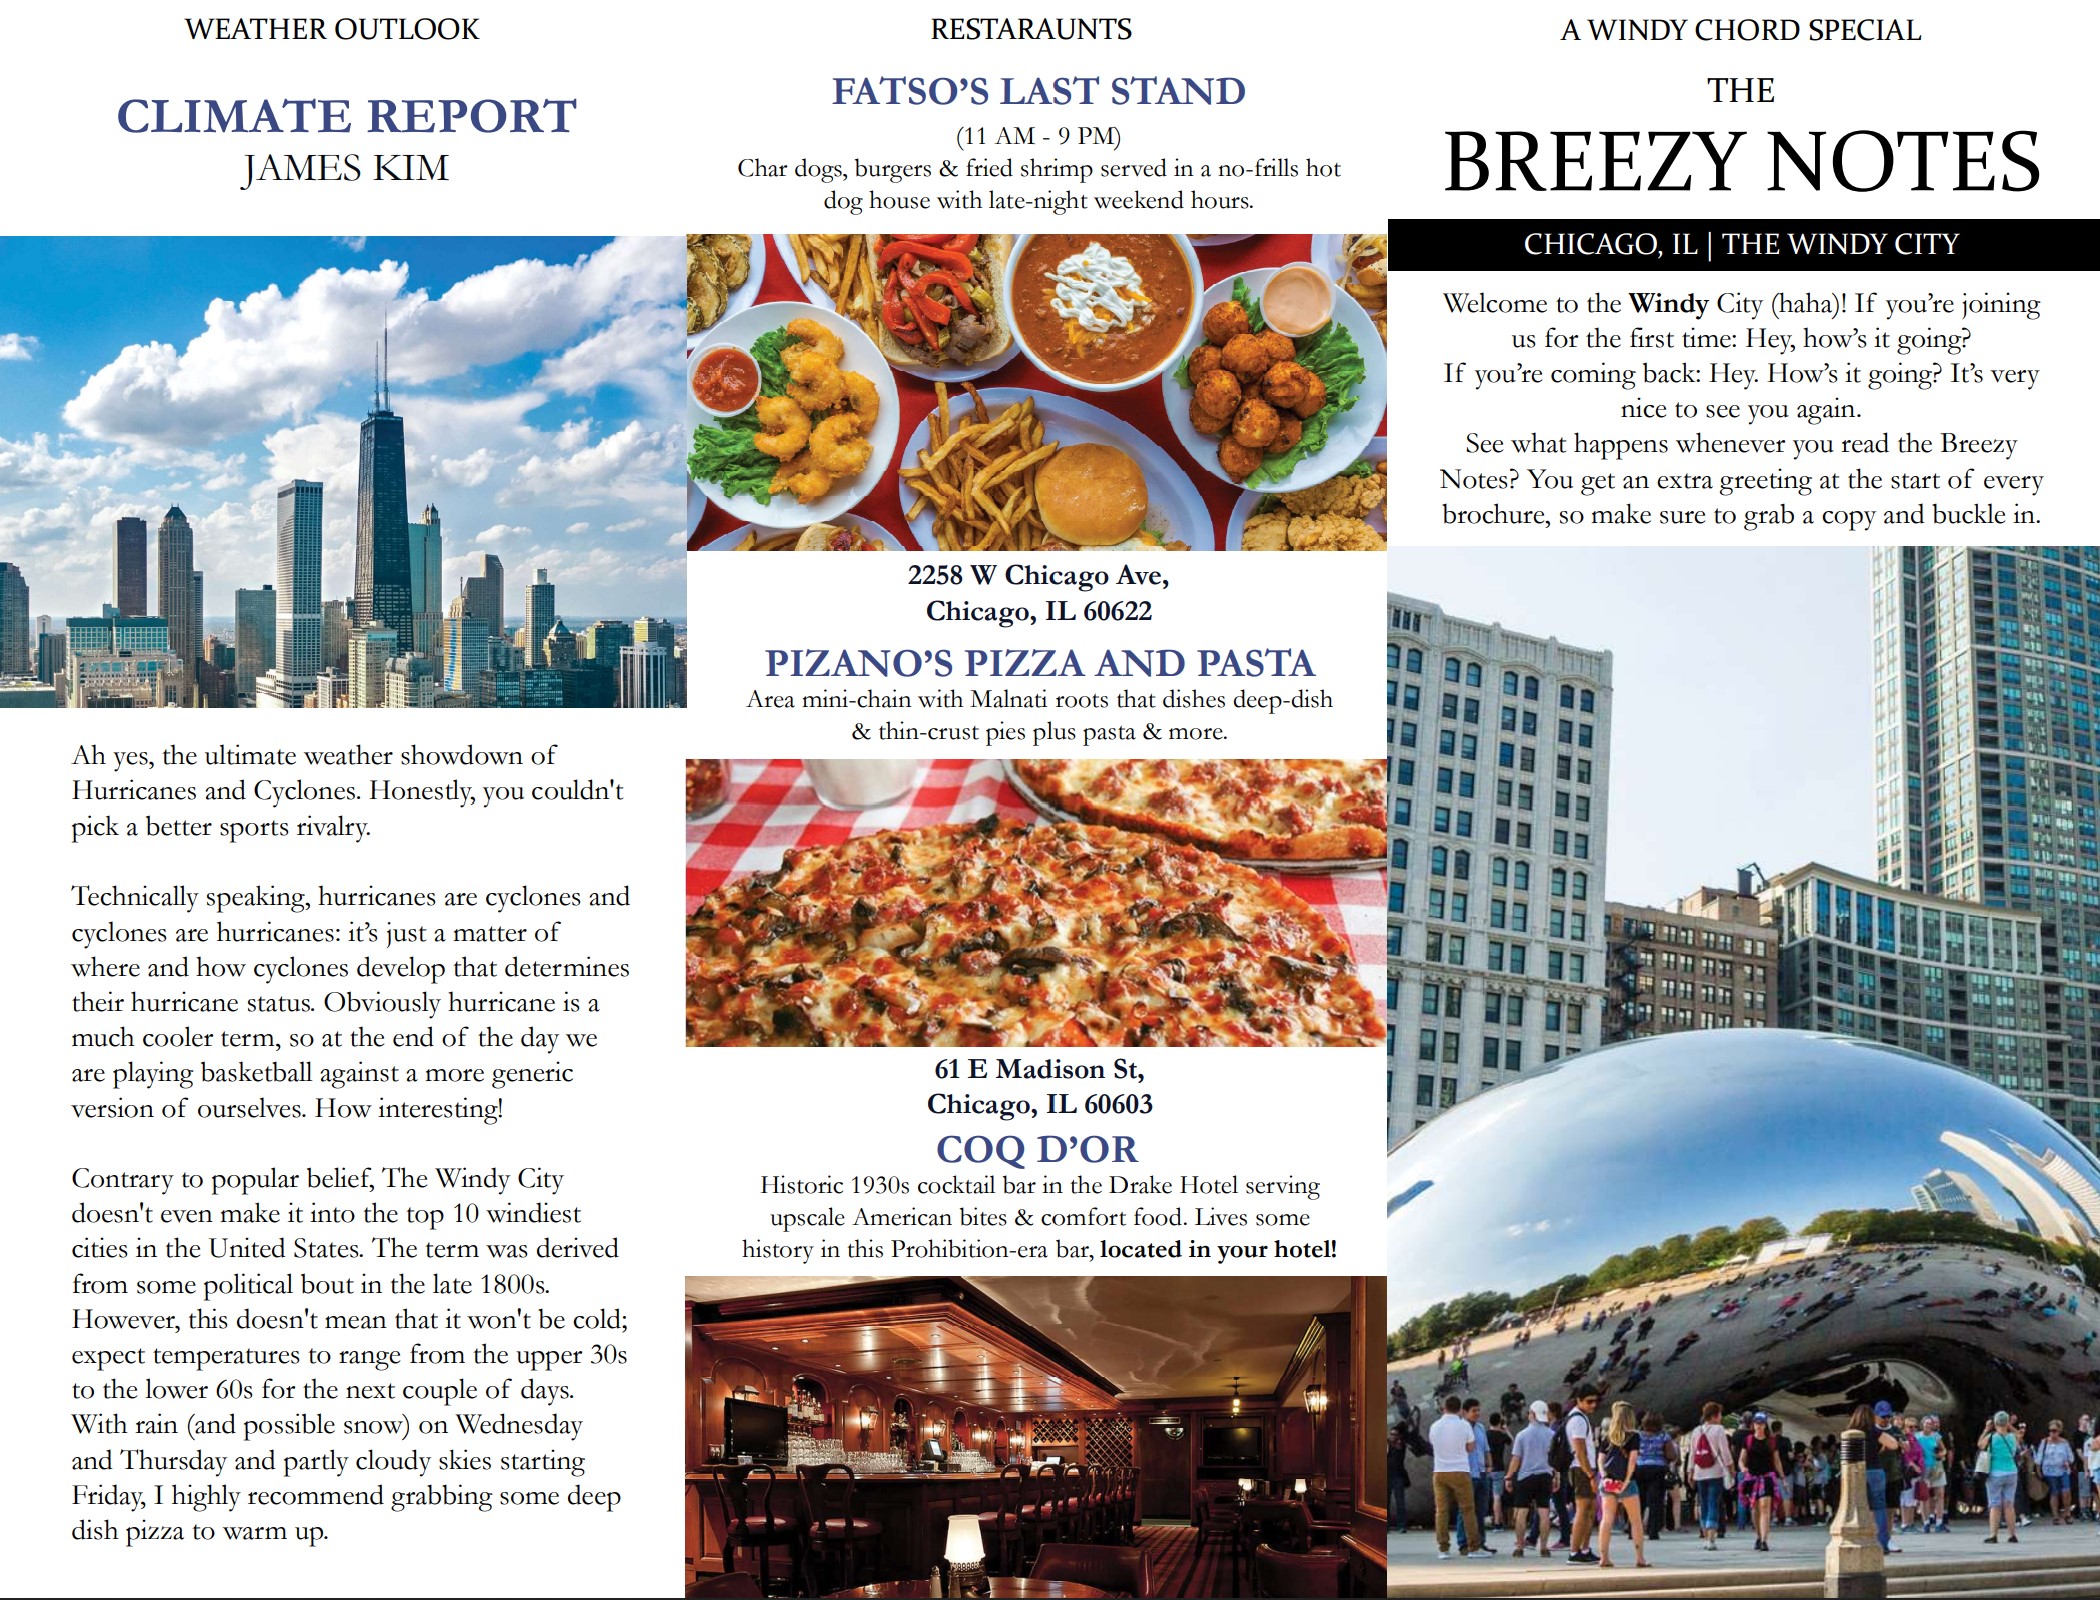 WEATHER OUTLOOK
CLIMATE REPORT
JAMES KIM
Ah yes, the ultimate weather showdown of
Hurricanes and Cyclones. Honestly, you couldn't
pick a better sports rivalry.
Technically speaking, hurricanes are cyclones and
cyclones are hurricanes: it’s just a matter of
where and how cyclones develop that determines
their hurricane status. Obviously hurricane is a
much cooler term, so at the end of the day we
are playing basketball against a more generic
version of ourselves. How interesting!
Contrary to popular belief, The Windy City
doesn't even make it into the top 10 windiest
cities in the United States. The term was derived
from some political bout in the late 1800s.
However, this doesn't mean that it won't be cold;
expect temperatures to range from the upper 30s
to the lower 60s for the next couple of days.
With rain (and possible snow) on Wednesday
and Thursday and partly cloudy skies starting
Friday, I highly recommend grabbing some deep
dish pizza to warm up.
RESTARAUNTS
FATSO’S LAST STAND
(11 AM - 9 PM)
Char dogs, burgers & fried shrimp served in a no-frills hot
dog house with late-night weekend hours.
2258 W Chicago Ave,
Chicago, IL 60622
PIZANO’S PIZZA AND PASTA
Area mini-chain with Malnati roots that dishes deep-dish
& thin-crust pies plus pasta & more.
61 E Madison St,
Chicago, IL 60603
COQ D’OR
Historic 1930s cocktail bar in the Drake Hotel serving
upscale American bites & comfort food. Lives some
history in this Prohibition-era bar, located in your hotel!
A WINDY CHORD SPECIAL
THE
BREEZY NOTES
CHICAGO, IL | THE WINDY CITY
Welcome to the Windy City (haha)! If you’re joining
us for the first time: Hey, how’s it going?
If you’re coming back: Hey. How’s it going? It’s very
nice to see you again.
See what happens whenever you read the Breezy
Notes? You get an extra greeting at the start of every
brochure, so make sure to grab a copy and buckle in.